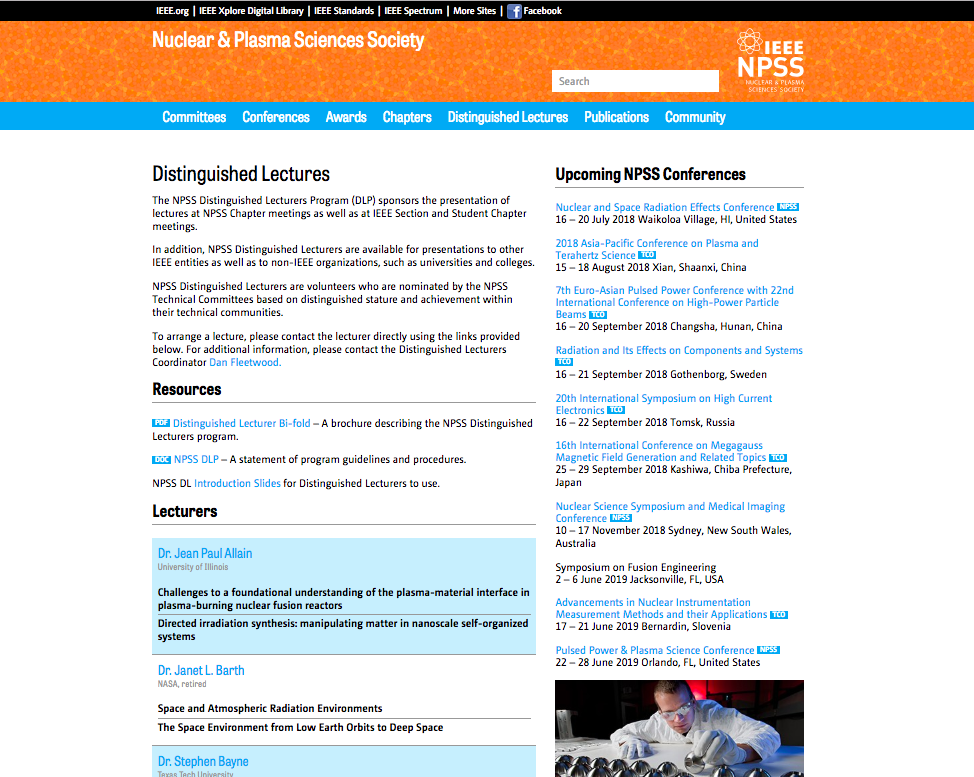 IEEE.org | IEEE Xplore Digital Library | IEEE Standards | IEEE Spectrum | More Sites | f Facebook
Nuclear & Plasma Sciences Society
IEEE
NPSS
NUCLEAR & PLASMA
SCIENCES SOCIETY
Search
Committees Conferences Awards Chapters Distinguished Lectures Publications Community
Distinguished Lectures
The NPSS Distinguished Lecturers Program (DLP) sponsors the presentation of
lectures at NPSS Chapter meetings as well as at IEEE Section and Student Chapter
meetings.
In addition, NPSS Distinguished Lecturers are available for presentations to other
IEEE entities as well as to non-IEEE organizations, such as universities and colleges.
NPSS Distinguished Lecturers are volunteers who are nominated by the NPSS
Technical Committees based on distinguished stature and achievement within
their technical communities.
To arrange a lecture, please contact the lecturer directly using the links provided
below. For additional information, please contact the Distinguished Lecturers
Coordinator Dan Fleetwood.
Resources
PDF Distinguished Lecturer Bi-fold – A brochure describing the NPSS Distinguished
Lecturers program.
DOC NPSS DLP – A statement of program guidelines and procedures.
NPSS DL Introduction Slides for Distinguished Lecturers to use.
Lecturers
Dr. Jean Paul Allain
University of Illinois
Challenges to a foundational understanding of the plasma-material interface in
plasma-burning nuclear fusion reactors
Directed irradiation synthesis: manipulating matter in nanoscale self-organized
systems
Dr. Janet L. Barth
NASA, retired
Space and Atmospheric Radiation Environments
The Space Environment from Low Earth Orbits to Deep Space
Dr. Stephen Bayne
Texas Tech University
Upcoming NPSS Conferences
Nuclear and Space Radiation Effects Conference NPSS
16 – 20 July 2018 Waikoloa Village, HI, United States
2018 Asia-Pacific Conference on Plasma and
Terahertz Science TCO
15 – 18 August 2018 Xian, Shaanxi, China
7th Euro-Asian Pulsed Power Conference with 22nd
International Conference on High-Power Particle
Beams TCO
16 – 20 September 2018 Changsha, Hunan, China
Radiation and Its Effects on Components and Systems
TCO
16 – 21 September 2018 Gothenborg, Sweden
20th International Symposium on High Current
Electronics TCO
16 – 22 September 2018 Tomsk, Russia
16th International Conference on Megagauss
Magnetic Field Generation and Related Topics TCO
25 – 29 September 2018 Kashiwa, Chiba Prefecture,
Japan
Nuclear Science Symposium and Medical Imaging
Conference NPSS
10 – 17 November 2018 Sydney, New South Wales,
Australia
Symposium on Fusion Engineering
2 – 6 June 2019 Jacksonville, FL, USA
Advancements in Nuclear Instrumentation
Measurement Methods and their Applications TCO
17 – 21 June 2019 Bernardin, Slovenia
Pulsed Power & Plasma Science Conference NPSS
22 – 28 June 2019 Orlando, FL, United States